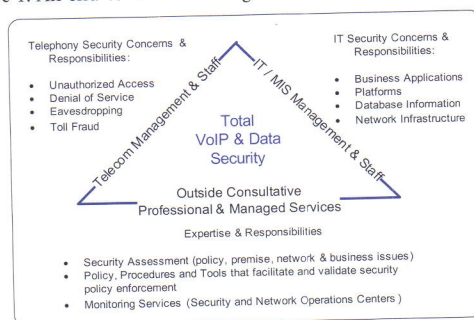 Telephony Security Concerns &
Responsibilities:
• Unauthorized Access
• Denial of Service
• Eavesdropping
• Toll Fraud
IT Security Concerns &
Responsibilities:
• Business Applications
• Platforms
• Database Information
• Network Infrastructure
Telecom Management & Staff
IT / MIS Management & Staff
Total
VoIP & Data
Security
Outside Consultative
Professional & Managed Services
Expertise & Responsibilities
• Security Assessment (policy, premise, network & business issues)
• Policy, Procedures and Tools that facilitate and validate security
policy enforcement
• Monitoring Services (Security and Network Operations Centers )